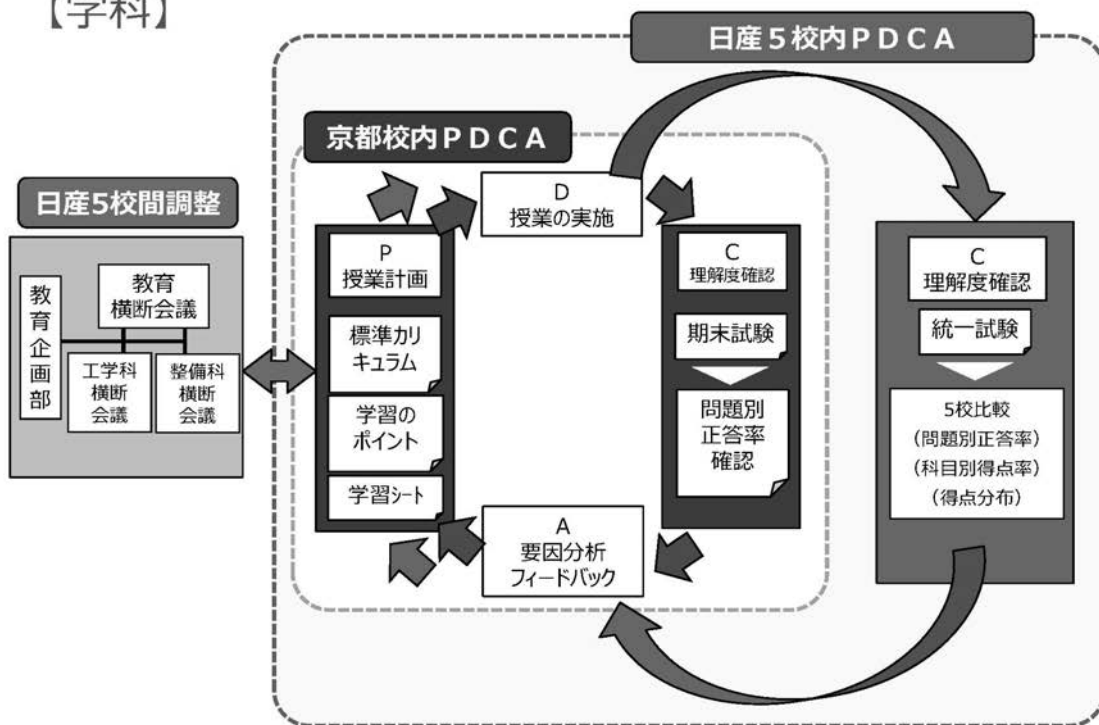 【学科】
日産５校内ＰＤＣＡ
京都校内ＰＤＣＡ
日産5校間調整
教育企画部
教育
横断会議
工学科
横断
会議
整備科
横断
会議
P
授業計画
標準カリ
キュラム
学習の
ポイント
学習シート
D
授業の実施
C
理解度確認
期末試験
問題別
正答率
確認
A
要因分析
フィードバック
C
理解度確認
統一試験
5校比較
(問題別正答率)
(科目別得点率)
(得点分布)